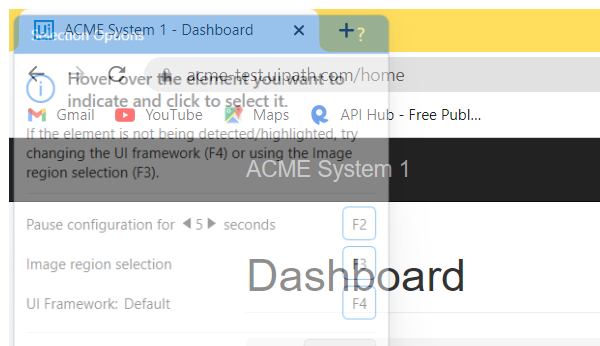 Ui ACME System 1 - Dashboard
Selection Options ?
acme-test.uipath.com/home
Hover over the element you want to
indicate and click to select it.
Gmail YouTube Maps API Hub - Free Publ...
If the element is not being detected/highlighted, try
changing the UI framework (F4) or using the Image
region selection (F3).
ACME System 1
Pause configuration for 5 seconds F2
Image region selection F3
Dashboard
UI Framework: Default F4